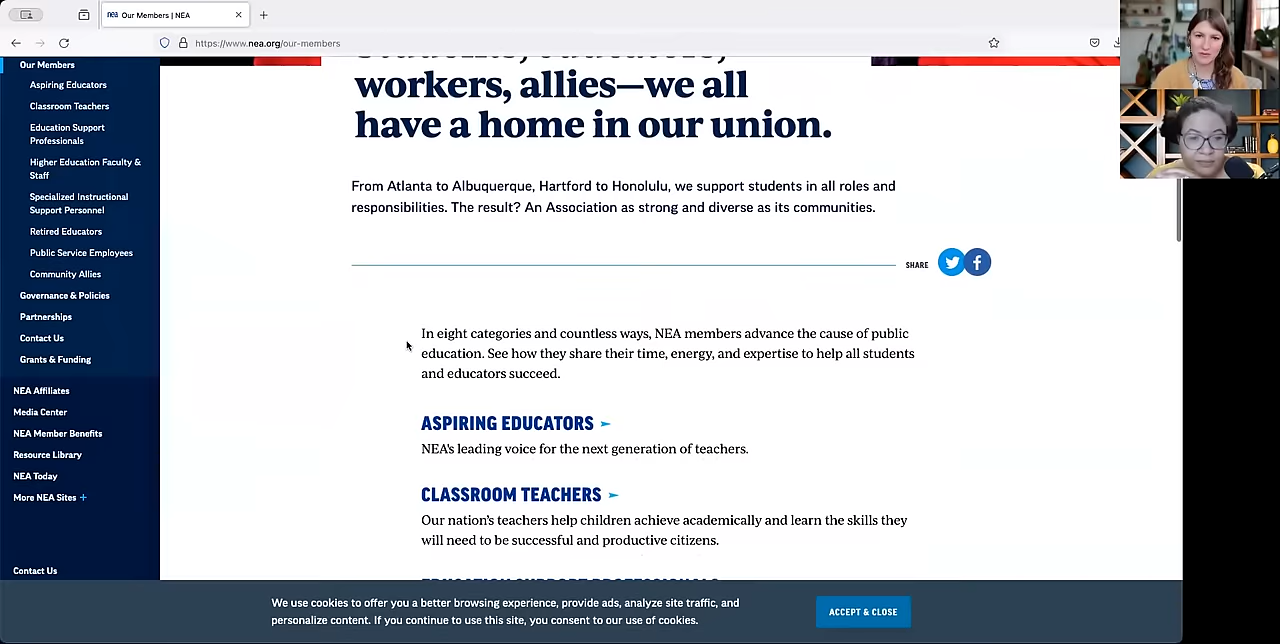 nea Our Members | NEA
https://www.nea.org/our-members
Our Members
Aspiring Educators
Classroom Teachers
Education Support
Professionals
Higher Education Faculty &
Staff
Specialized Instructional
Support Personnel
Retired Educators
Public Service Employees
Community Allies
Governance & Policies
Partnerships
Contact Us
Grants & Funding
NEA Affiliates
Media Center
NEA Member Benefits
Resource Library
NEA Today
More NEA Sites +
Contact Us
workers, allies—we all
have a home in our union.
From Atlanta to Albuquerque, Hartford to Honolulu, we support students in all roles and
responsibilities. The result? An Association as strong and diverse as its communities.
SHARE
In eight categories and countless ways, NEA members advance the cause of public
education. See how they share their time, energy, and expertise to help all students
and educators succeed.
ASPIRING EDUCATORS
NEA's leading voice for the next generation of teachers.
CLASSROOM TEACHERS
Our nation's teachers help children achieve academically and learn the skills they
will need to be successful and productive citizens.
We use cookies to offer you a better browsing experience, provide ads, analyze site traffic, and
personalize content. If you continue to use this site, you consent to our use of cookies.
ACCEPT & CLOSE